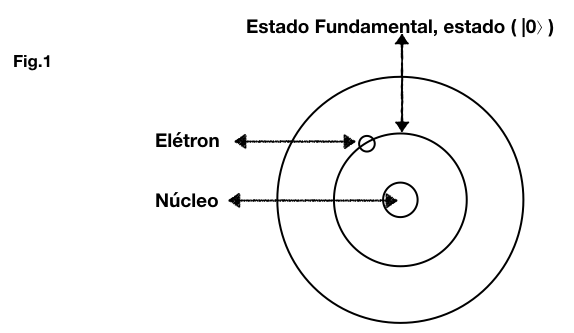 Estado Fundamental, estado ( |0⟩ )
Fig.1
Elétron
Núcleo